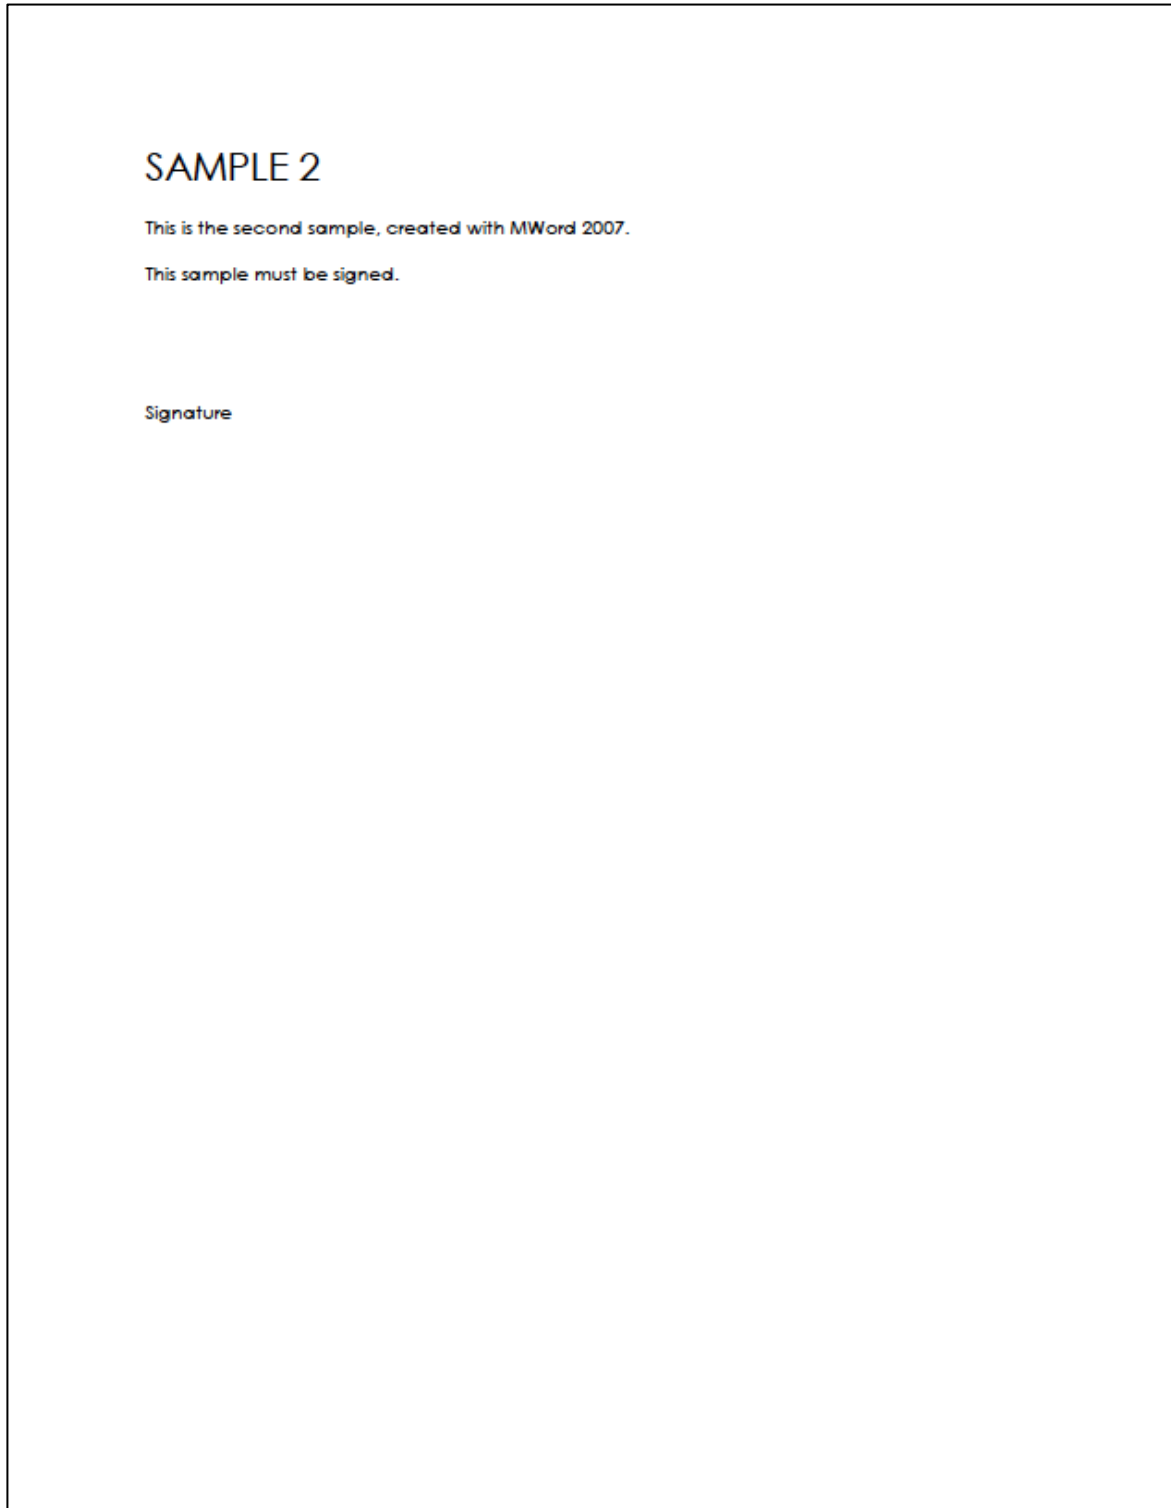 SAMPLE 2
This is the second sample, created with MWord 2007.
This sample must be signed.
Signature